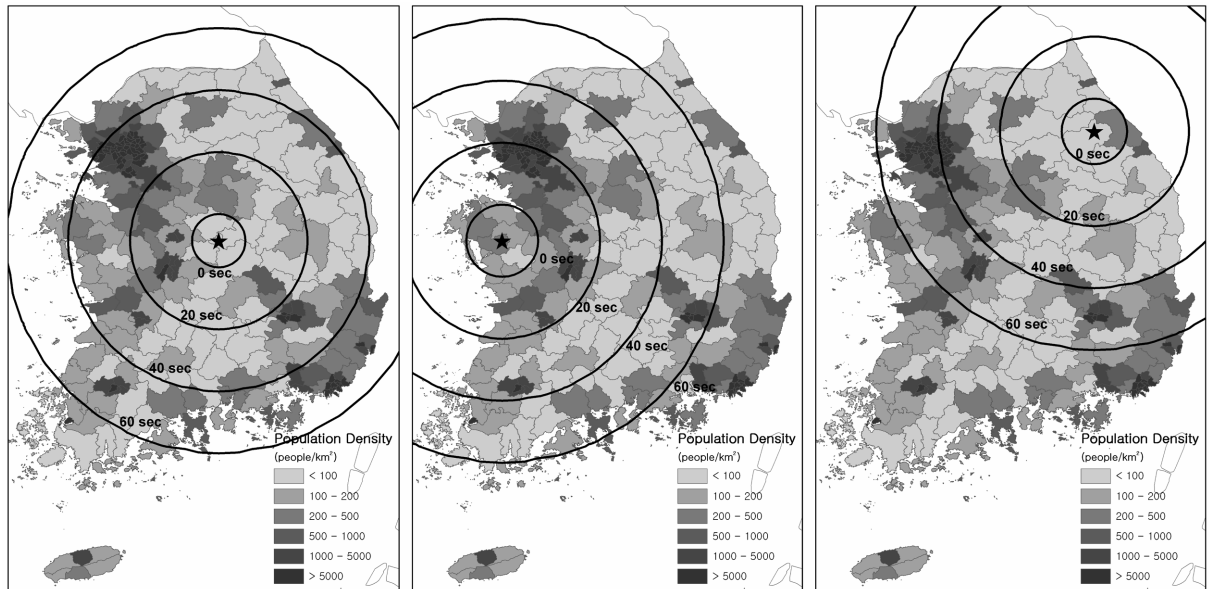 0 sec
20 sec
40 sec
60 sec
Population Density
(people/km²)
< 100
100 - 200
200 - 500
500 - 1000
1000 - 5000
> 5000
0 sec
20 sec
40 sec
60 sec
Population Density
(people/km²)
< 100
100 - 200
200 - 500
500 - 1000
1000 - 5000
> 5000
0 sec
20 sec
40 sec
60 sec
Population Density
(people/km²)
< 100
100 - 200
200 - 500
500 - 1000
1000 - 5000
> 5000